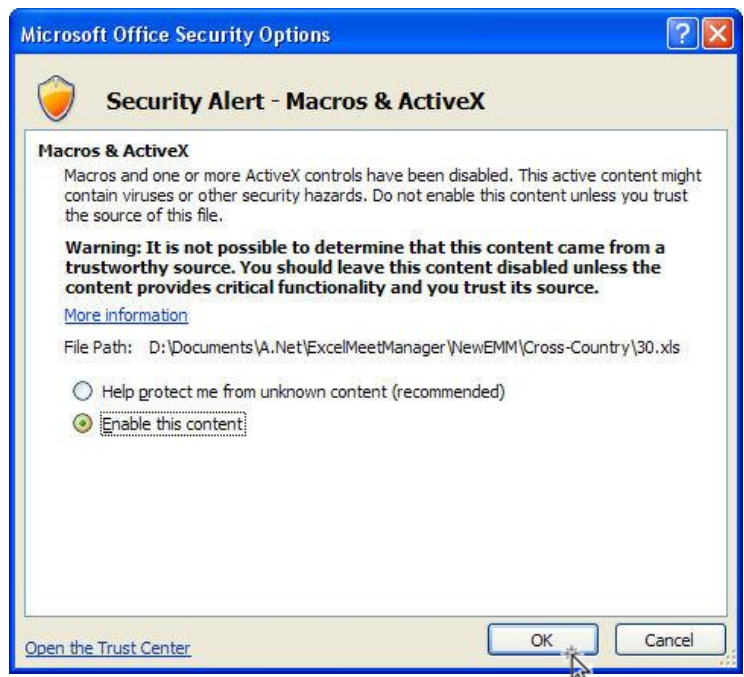 Microsoft Office Security Options
Security Alert - Macros & ActiveX
Macros & ActiveX
Macros and one or more ActiveX controls have been disabled. This active content might
contain viruses or other security hazards. Do not enable this content unless you trust
the source of this file.
Warning: It is not possible to determine that this content came from a
trustworthy source. You should leave this content disabled unless the
content provides critical functionality and you trust its source.
More information
File Path: D:\Documents\A.Net\ExcelMeetManager\NewEMM\Cross-Country\30.xls
Help protect me from unknown content (recommended)
Enable this content
Open the Trust Center
OK
Cancel